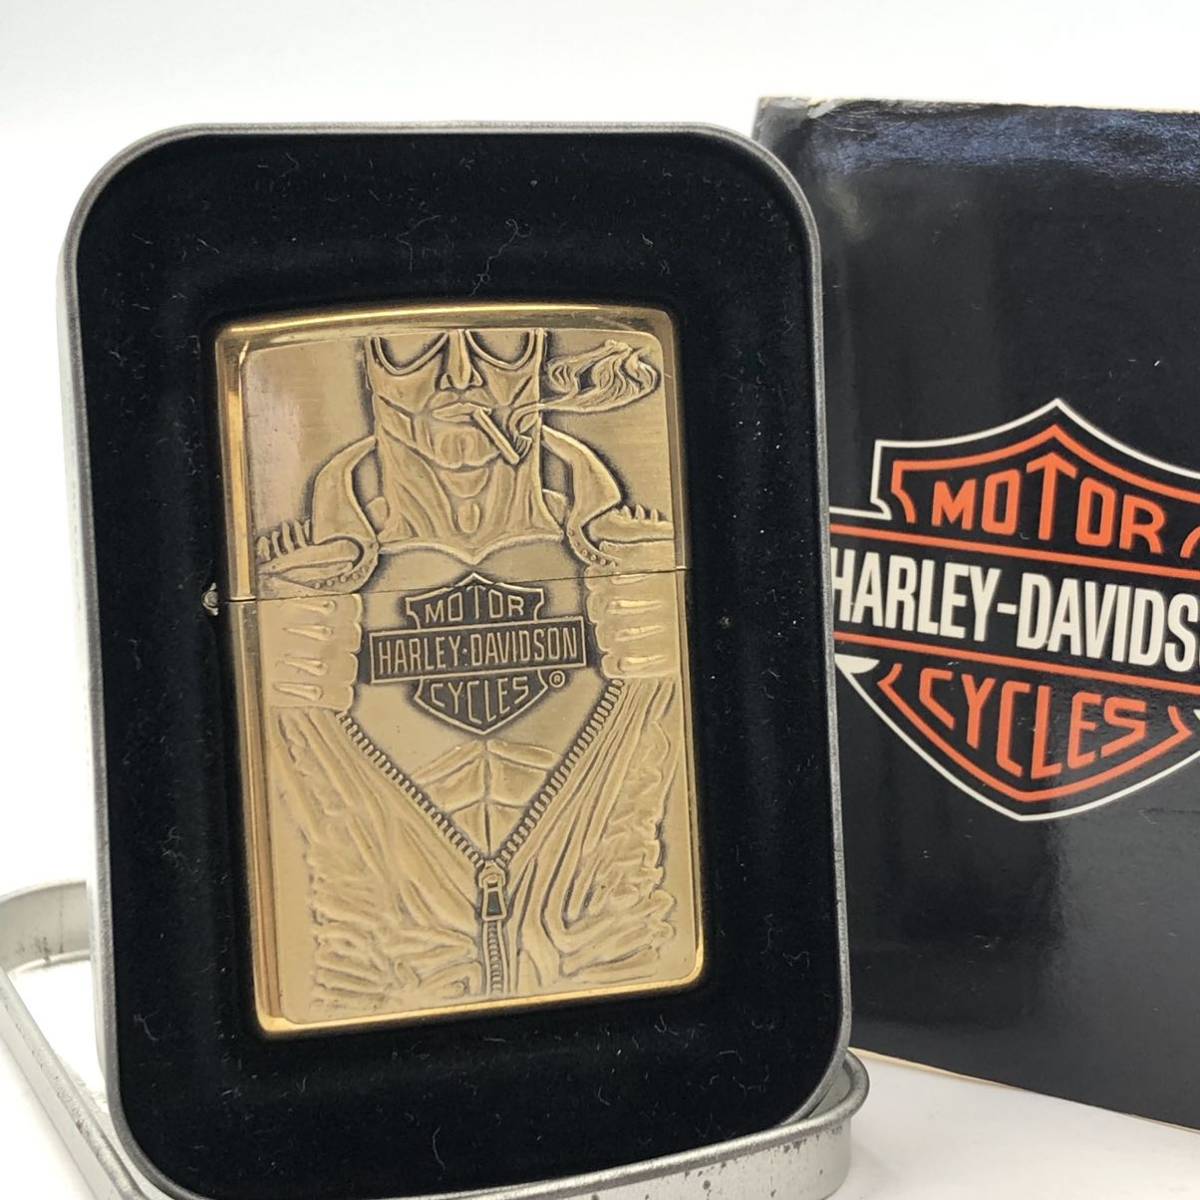 MOTOR
HARLEY-DAVIDSON
CYCLES ®
MOTOR
HARLEY-DAVIDS
CYCLES